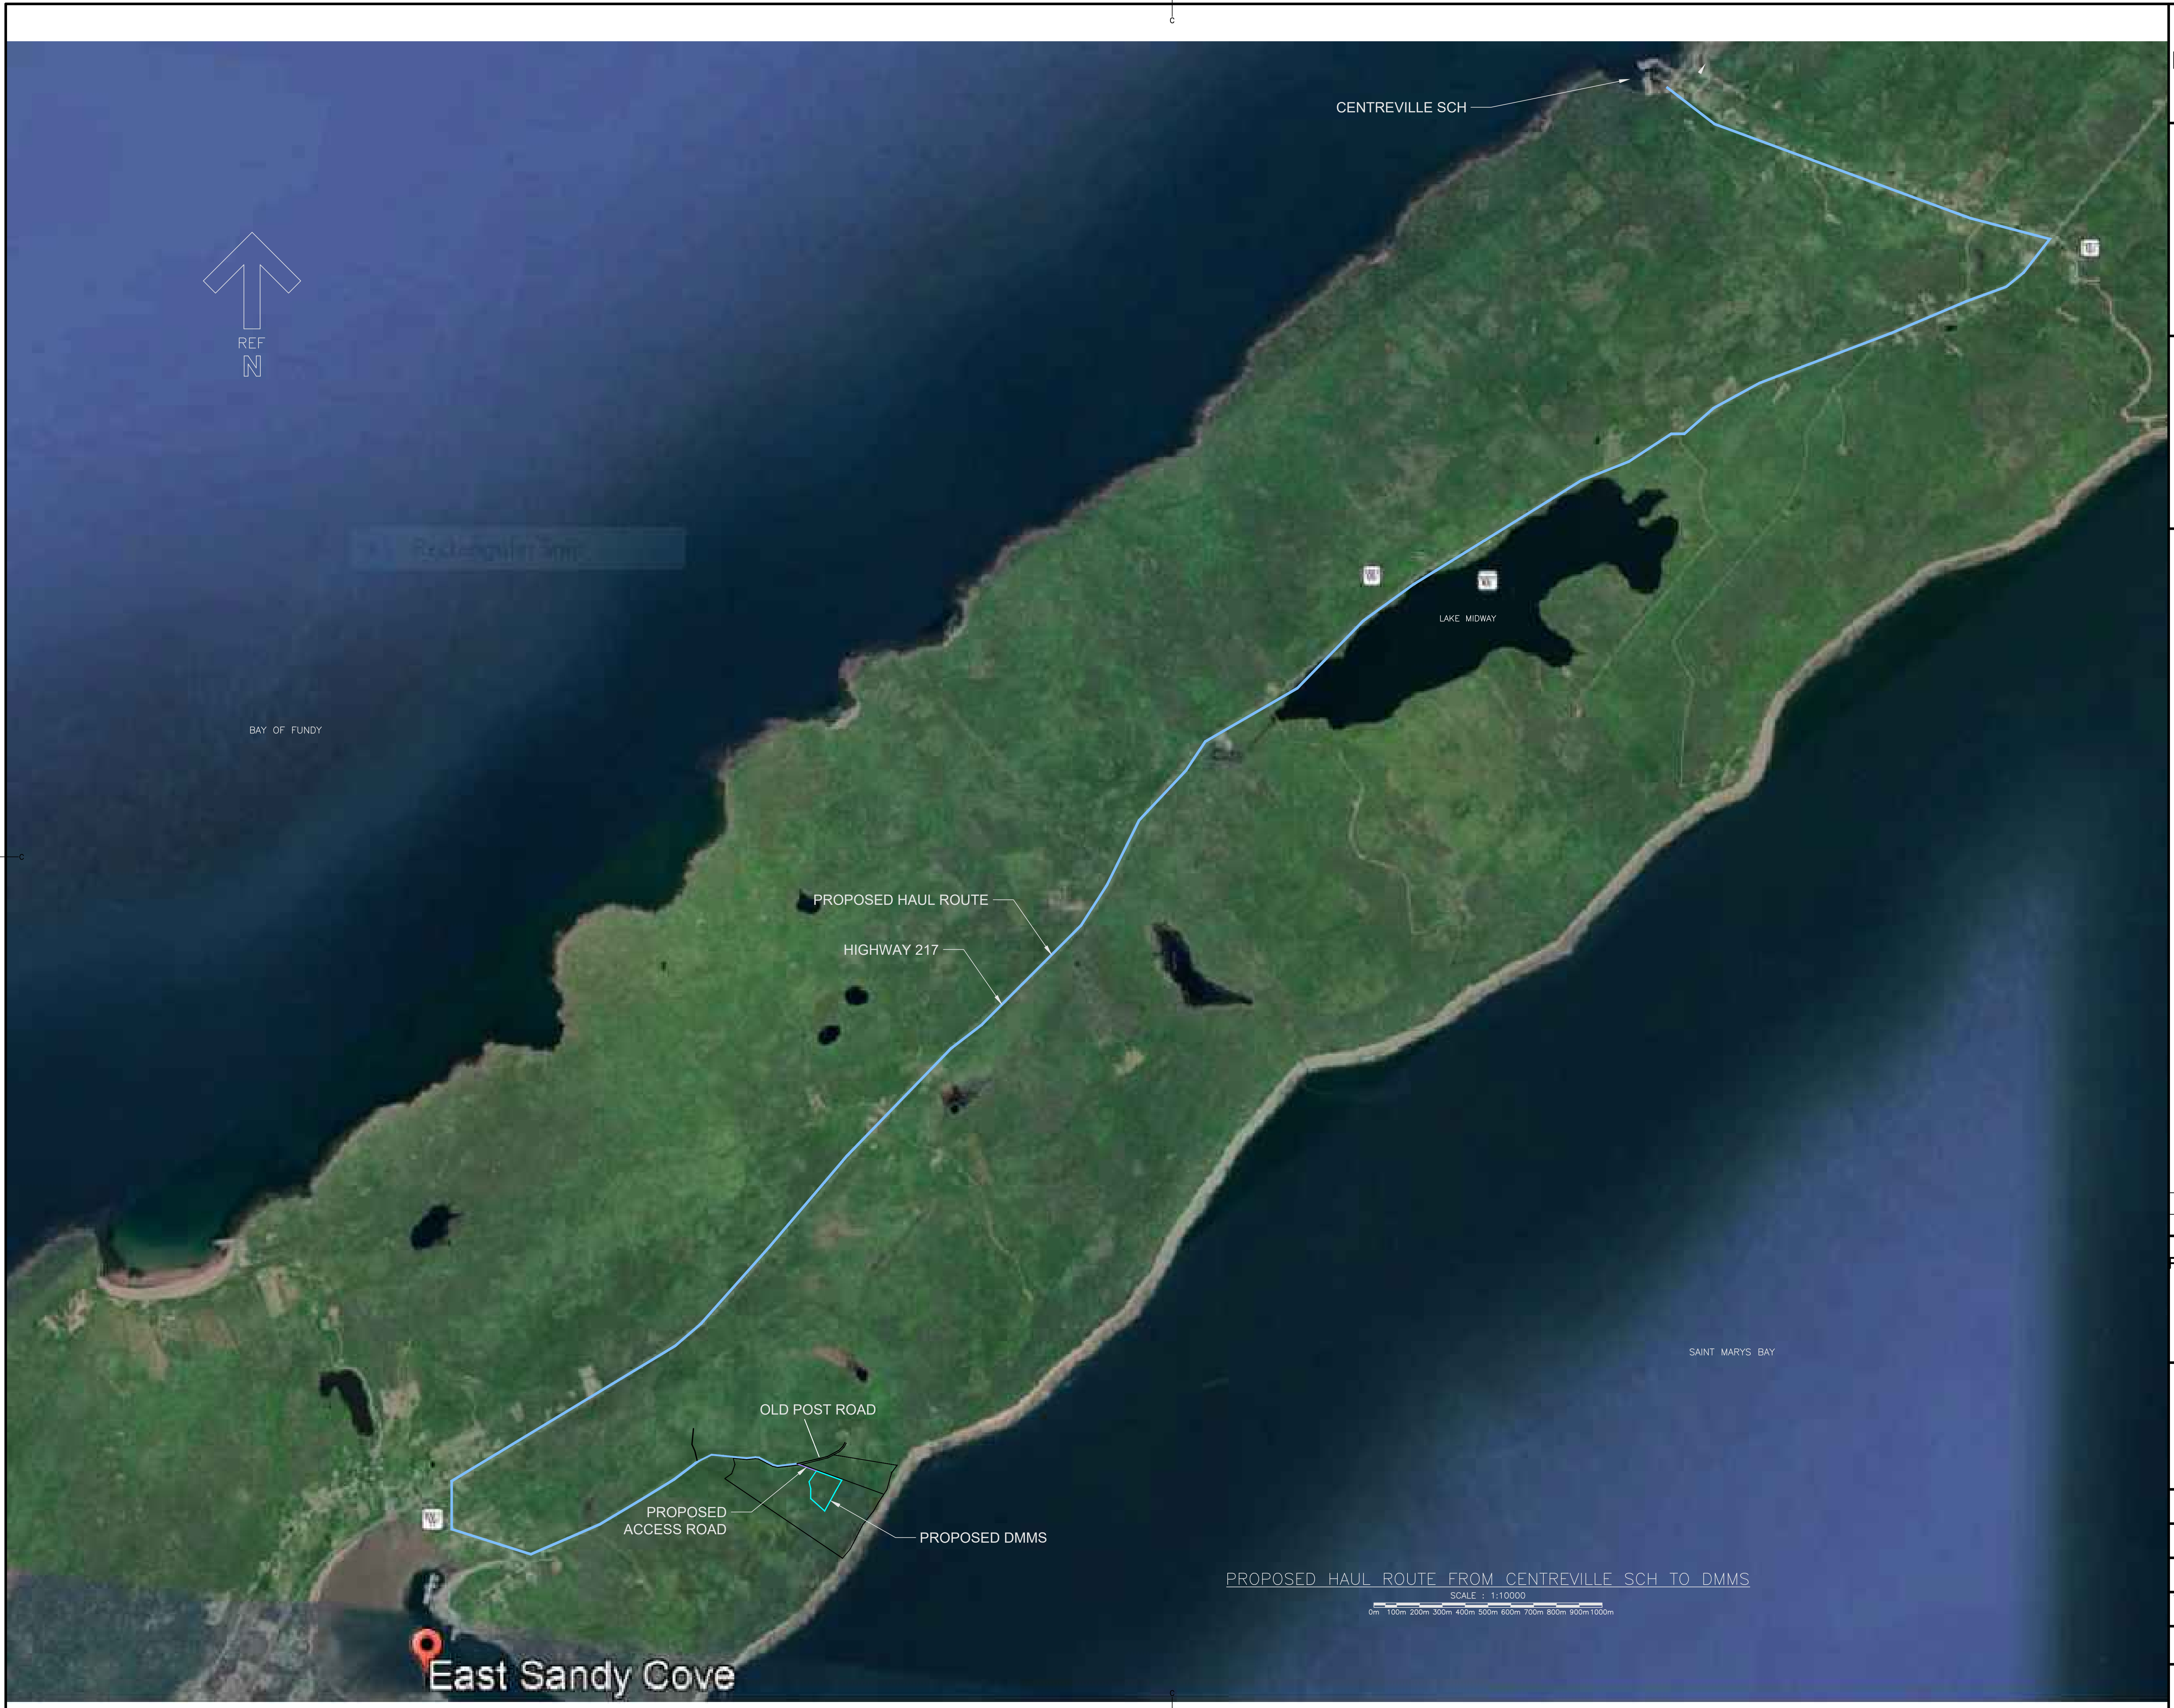 C
CENTREVILLE SCH
REF
N
LAKE MIDWAY
BAY OF FUNDY
C
PROPOSED HAUL ROUTE
HIGHWAY 217
SAINT MARYS BAY
OLD POST ROAD
PROPOSED
ACCESS ROAD
PROPOSED DMMS
PROPOSED HAUL ROUTE FROM CENTREVILLE SCH TO DMMS
SCALE : 1:10000
0m 100m 200m 300m 400m 500m 600m 700m 800m 900m 1000m
East Sandy Cove
C